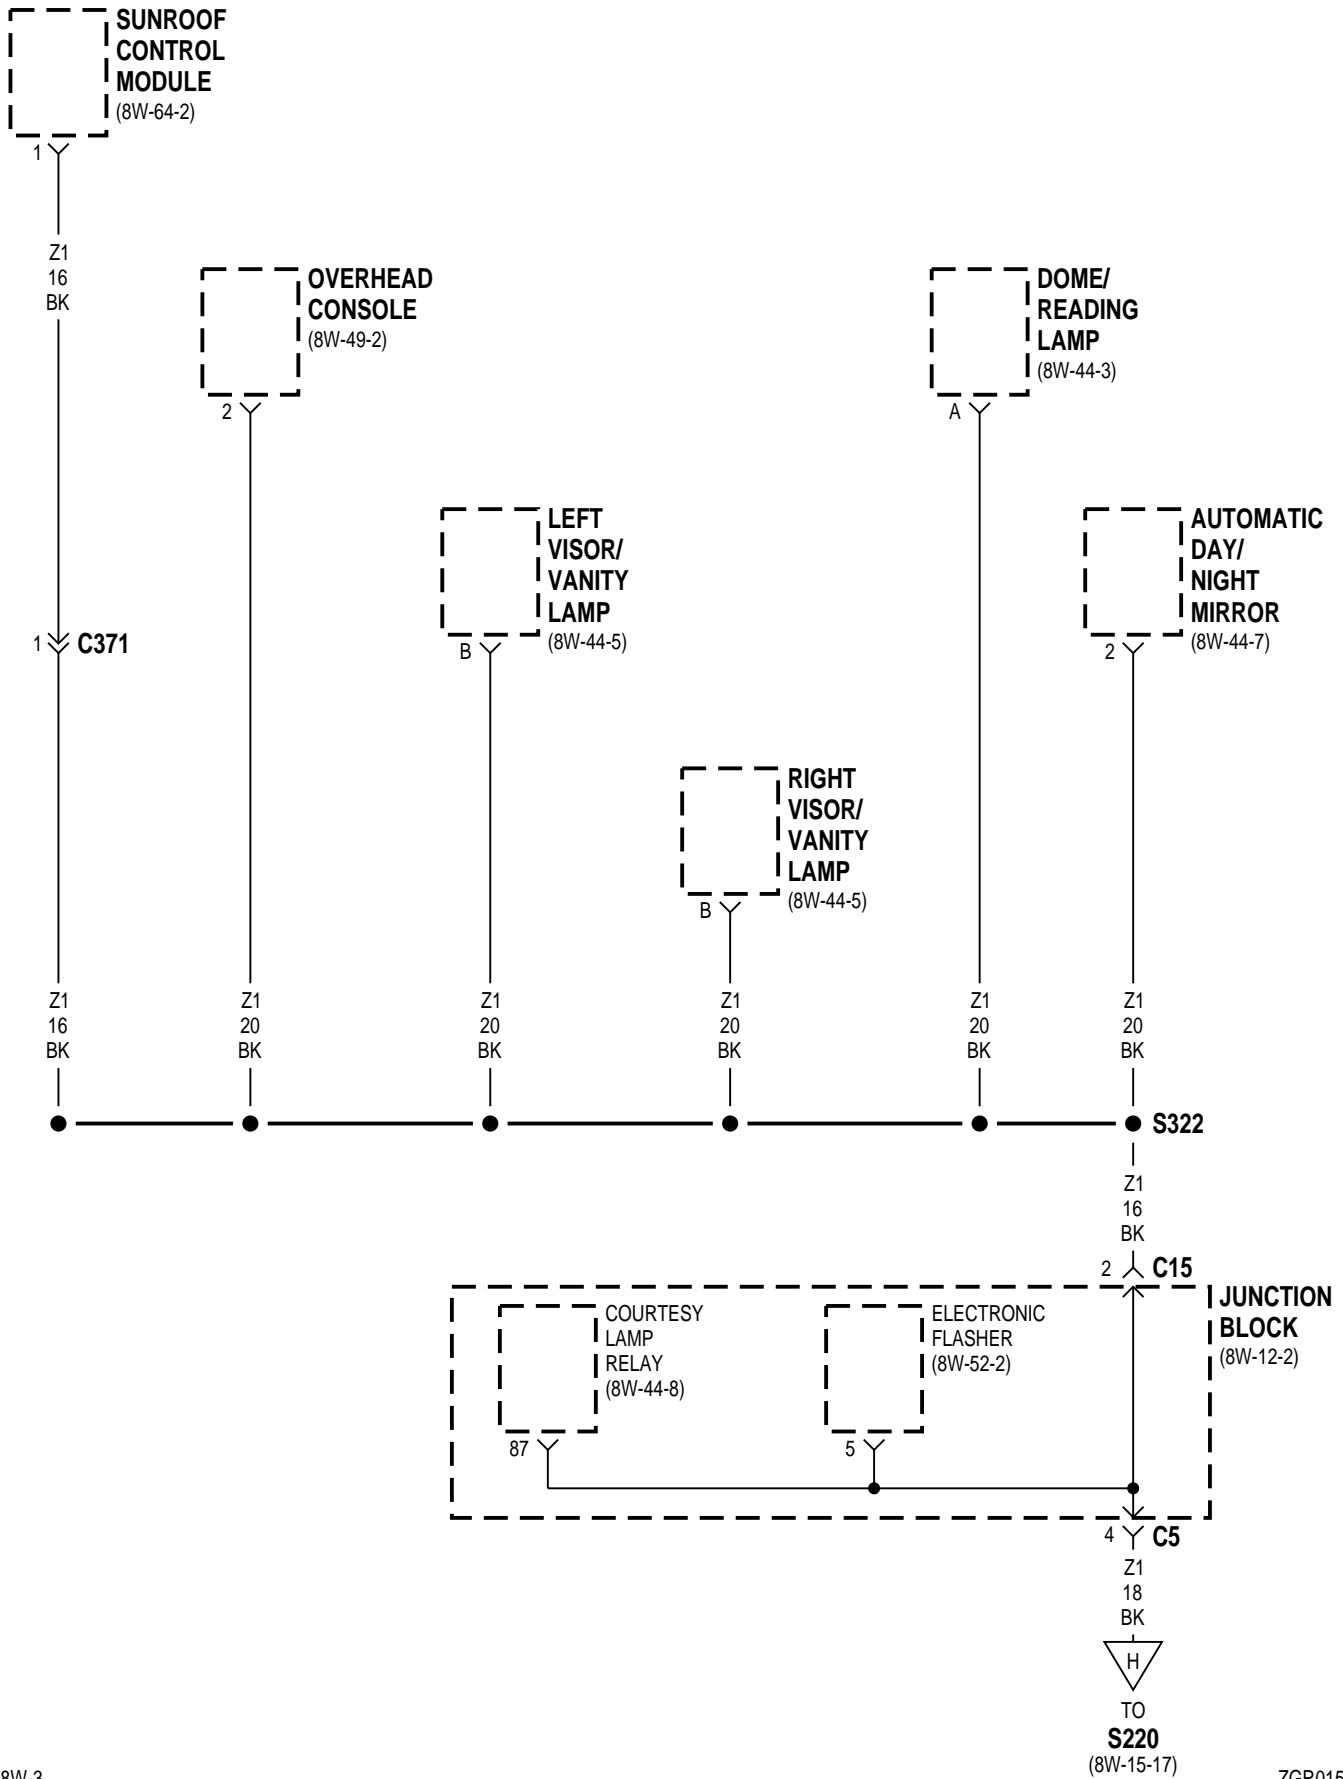 SUNROOF
CONTROL
MODULE
(8W-64-2)
1
Z1
16
BK
OVERHEAD
CONSOLE
(8W-49-2)
2
DOME/
READING
LAMP
(8W-44-3)
A
LEFT
VISOR/
VANITY
LAMP
(8W-44-5)
B
AUTOMATIC
DAY/
NIGHT
MIRROR
(8W-44-7)
2
1 C371
RIGHT
VISOR/
VANITY
LAMP
(8W-44-5)
B
Z1 Z1 Z1 Z1 Z1 Z1
16 20 20 20 20 20
BK BK BK BK BK BK
S322
Z1
16
BK
2 C15
JUNCTION
BLOCK
(8W-12-2)
COURTESY
LAMP
RELAY
(8W-44-8)
87
ELECTRONIC
FLASHER
(8W-52-2)
5
4 C5
Z1
18
BK
H
TO
S220
(8W-15-17)